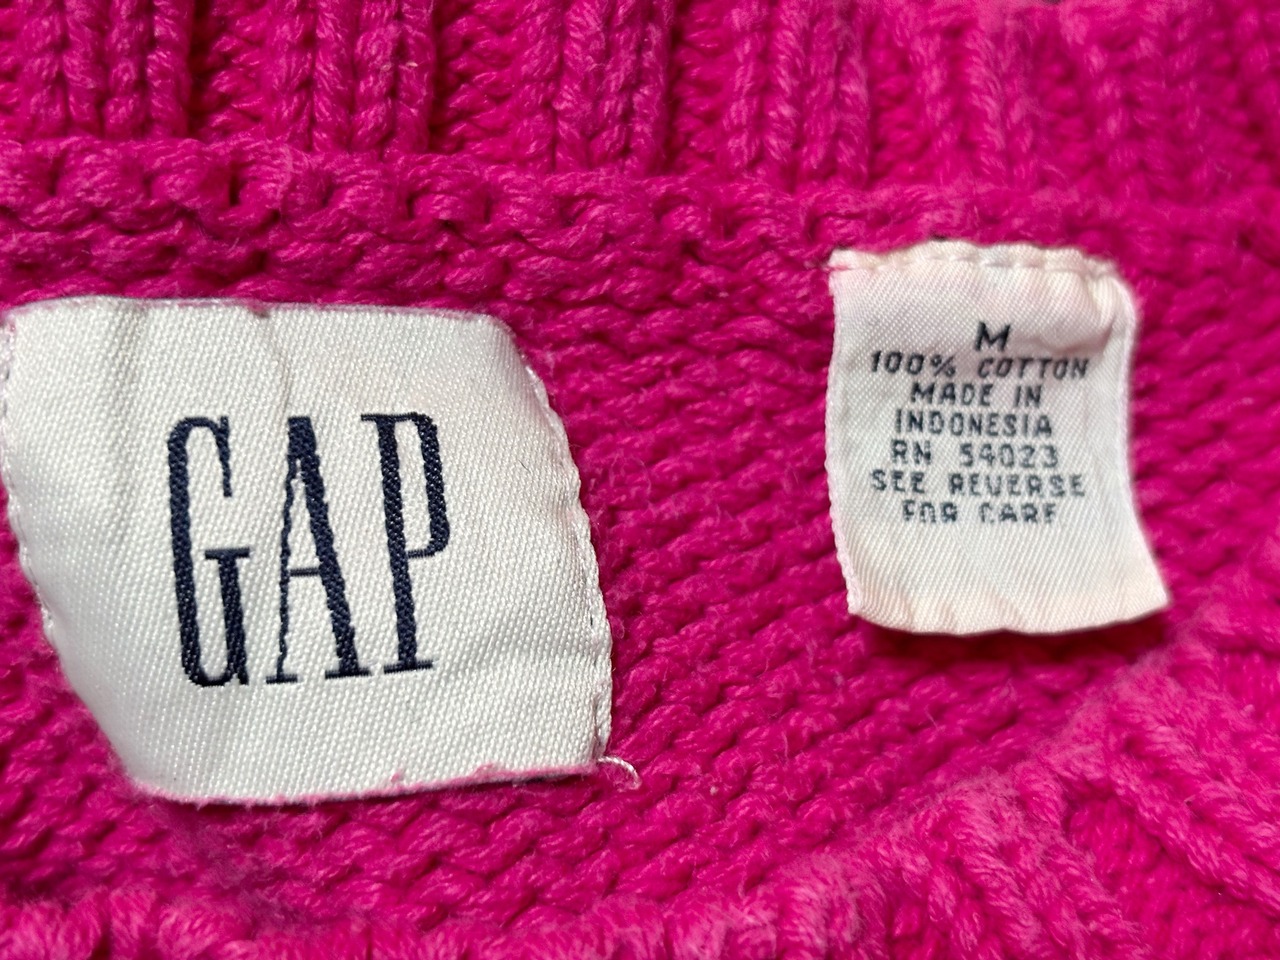 GAP
M
100% COTTON
MADE IN
INDONESIA
RN 54023
SEE REVERSE
FOR CARE